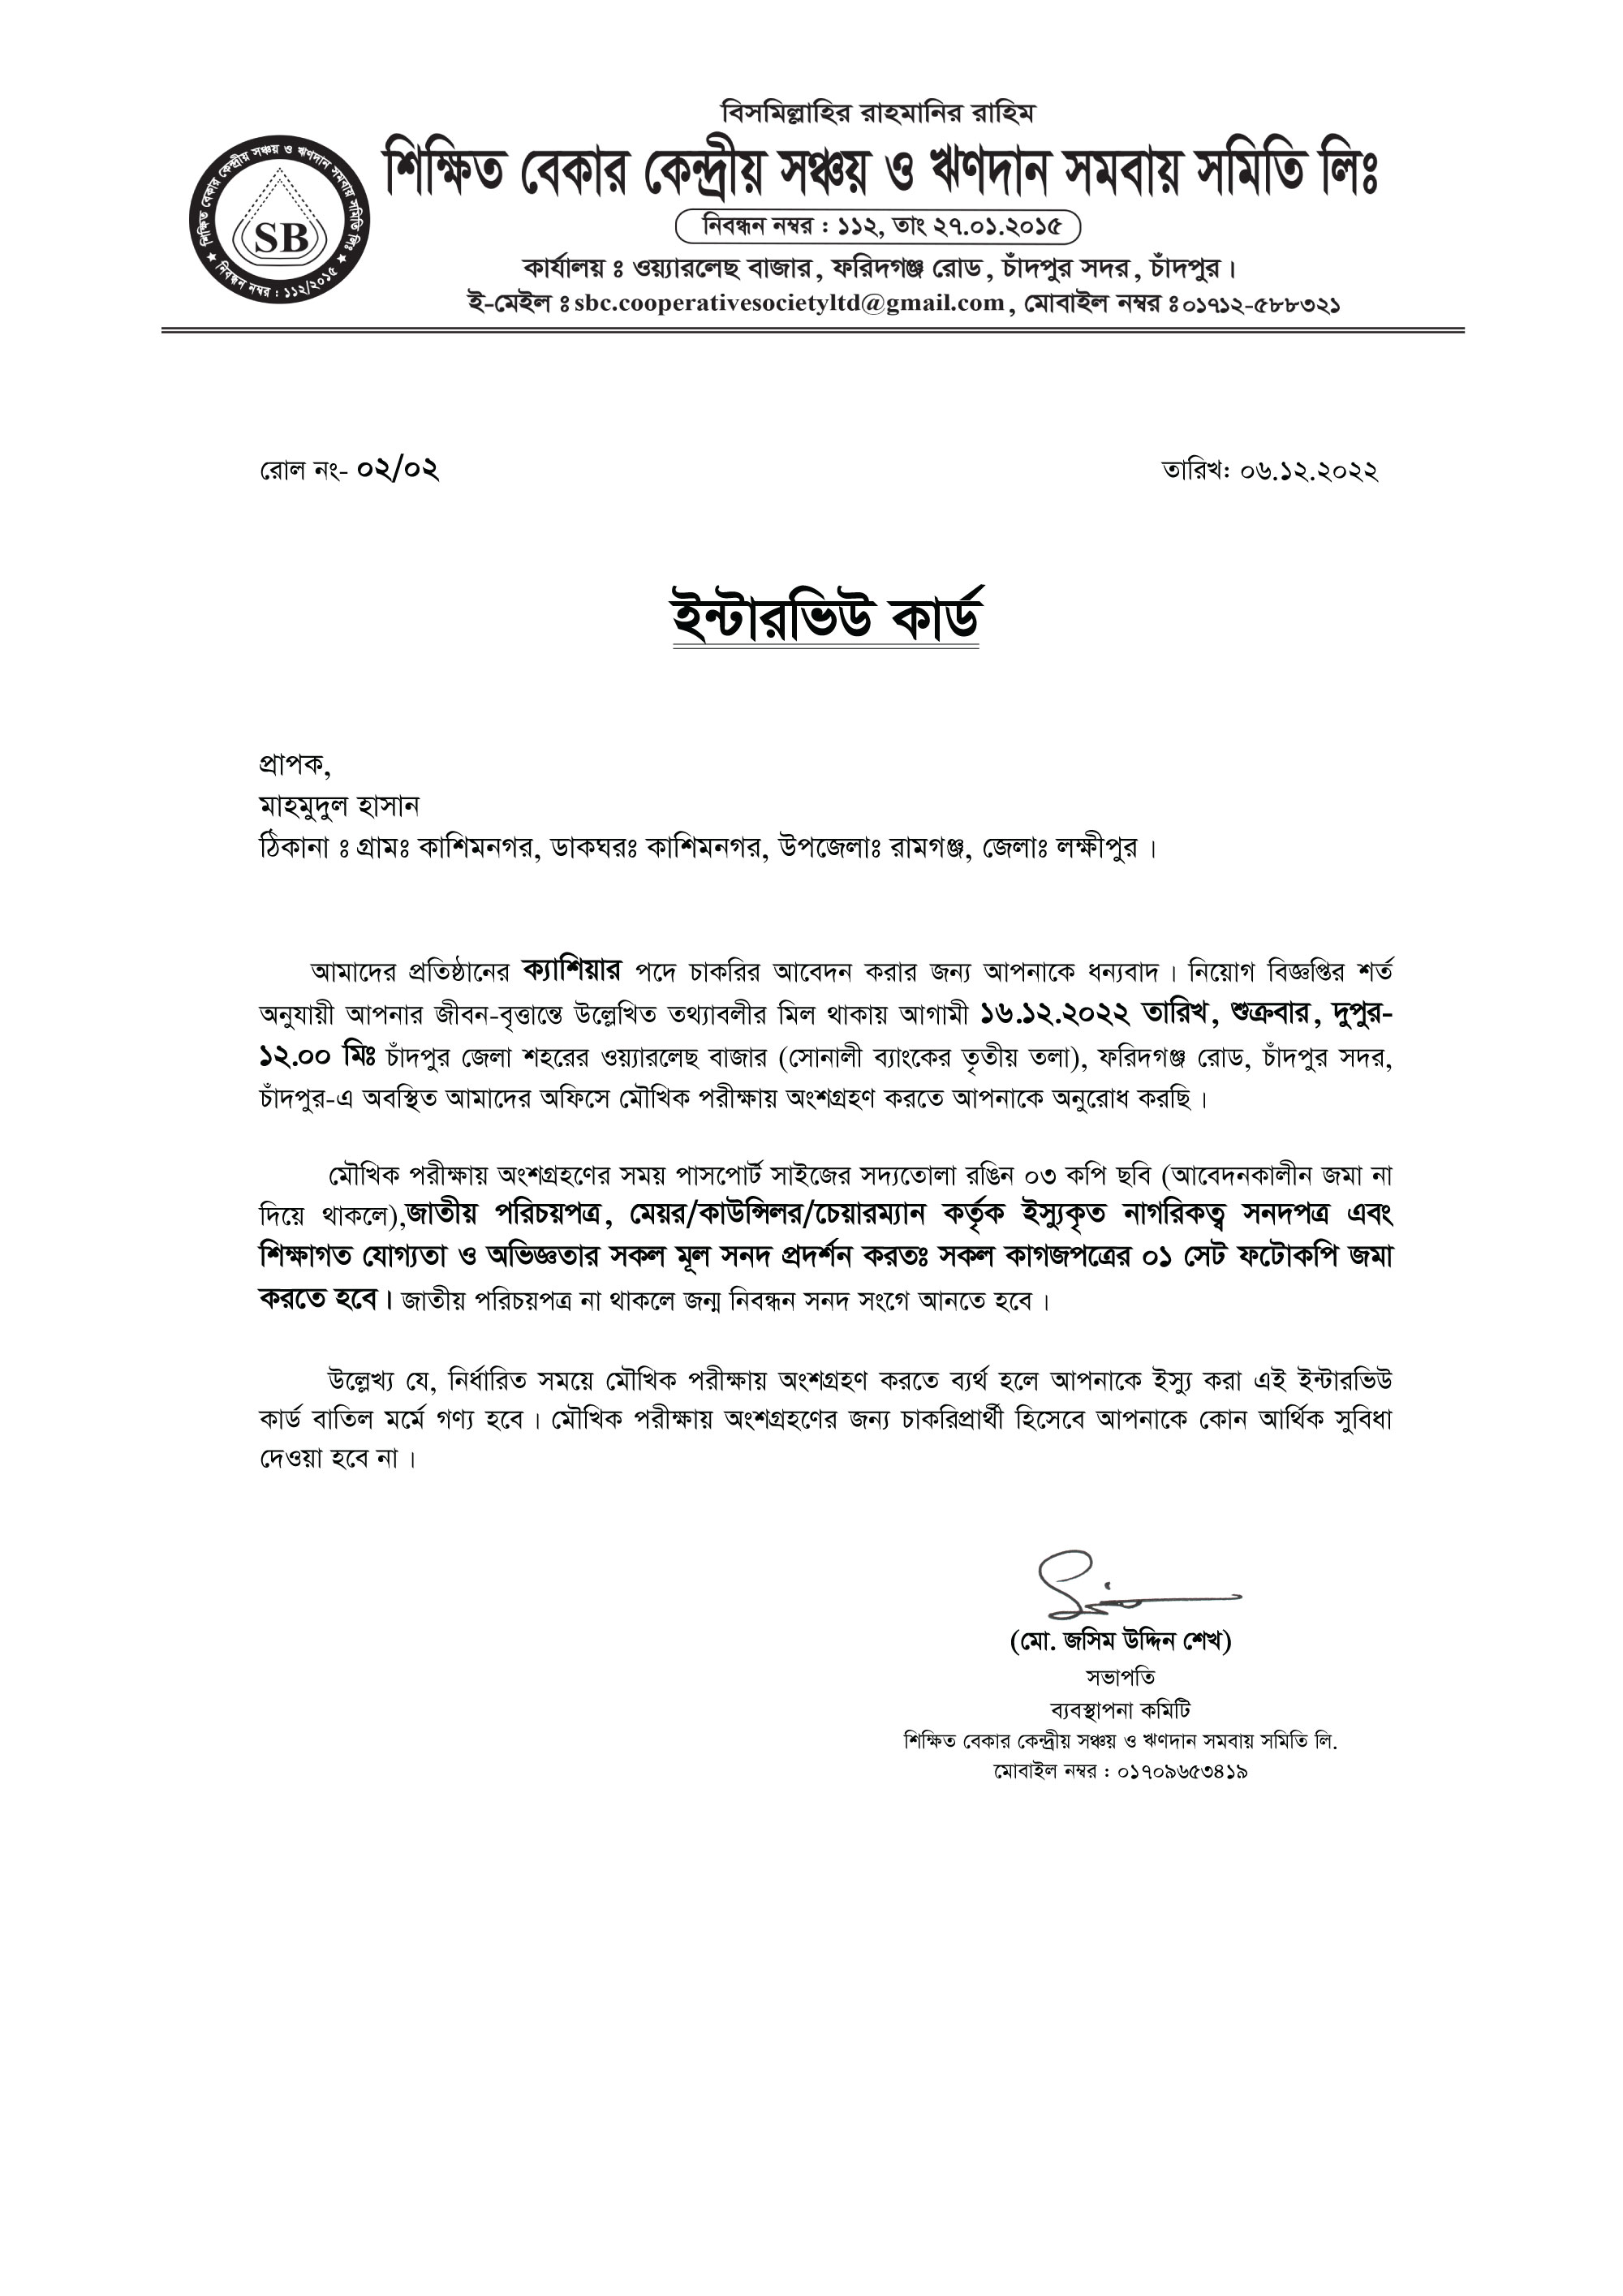 বিসমিল্লাহির রাহমানির রাহিম
শিক্ষিত বেকার কেন্দ্রীয় সঞ্চয় ও ঋণদান সমবায় সমিতি লিঃ
নিবন্ধন নম্বর : ১১২, তাং ২৭.০১.২০১৫
কার্যালয় ঃ ওয়্যারলেছ বাজার, ফরিদগঞ্জ রোড, চাঁদপুর সদর, চাঁদপুর।
ই-মেইল ঃ sbc.cooperativesocietyltd@gmail.com, মোবাইল নম্বর ঃ ০১৭১২-৫৮৮৩২১
শিক্ষিত বেকার কেন্দ্রীয় সঞ্চয় ও ঋণদান সমবায় সমিতি লিঃ
SB
★ নিবন্ধন নম্বর : ১১২/২০১৫ ★
রোল নং- ০২/০২ তারিখ: ০৬.১২.২০২২
ইন্টারভিউ কার্ড
প্রাপক,
মাহমুদুল হাসান
ঠিকানা ঃ গ্রামঃ কাশিমনগর, ডাকঘরঃ কাশিমনগর, উপজেলাঃ রামগঞ্জ, জেলাঃ লক্ষীপুর।
আমাদের প্রতিষ্ঠানের ক্যাশিয়ার পদে চাকরির আবেদন করার জন্য আপনাকে ধন্যবাদ। নিয়োগ বিজ্ঞপ্তির শর্ত
অনুযায়ী আপনার জীবন-বৃত্তান্তে উল্লেখিত তথ্যাবলীর মিল থাকায় আগামী ১৬.১২.২০২২ তারিখ, শুক্রবার, দুপুর-
১২.০০ মিঃ চাঁদপুর জেলা শহরের ওয়্যারলেছ বাজার (সোনালী ব্যাংকের তৃতীয় তলা), ফরিদগঞ্জ রোড, চাঁদপুর সদর,
চাঁদপুর-এ অবস্থিত আমাদের অফিসে মৌখিক পরীক্ষায় অংশগ্রহণ করতে আপনাকে অনুরোধ করছি।
মৌখিক পরীক্ষায় অংশগ্রহণের সময় পাসপোর্ট সাইজের সদ্যতোলা রঙিন ০৩ কপি ছবি (আবেদনকালীন জমা না
দিয়ে থাকলে),জাতীয় পরিচয়পত্র, মেয়র/কাউন্সিলর/চেয়ারম্যান কর্তৃক ইস্যুকৃত নাগরিকত্ব সনদপত্র এবং
শিক্ষাগত যোগ্যতা ও অভিজ্ঞতার সকল মূল সনদ প্রদর্শন করতঃ সকল কাগজপত্রের ০১ সেট ফটোকপি জমা
করতে হবে। জাতীয় পরিচয়পত্র না থাকলে জন্ম নিবন্ধন সনদ সংগে আনতে হবে।
উল্লেখ্য যে, নির্ধারিত সময়ে মৌখিক পরীক্ষায় অংশগ্রহণ করতে ব্যর্থ হলে আপনাকে ইস্যু করা এই ইন্টারভিউ
কার্ড বাতিল মর্মে গণ্য হবে। মৌখিক পরীক্ষায় অংশগ্রহণের জন্য চাকরিপ্রার্থী হিসেবে আপনাকে কোন আর্থিক সুবিধা
দেওয়া হবে না।
(মো. জসিম উদ্দিন শেখ)
সভাপতি
ব্যবস্থাপনা কমিটি
শিক্ষিত বেকার কেন্দ্রীয় সঞ্চয় ও ঋণদান সমবায় সমিতি লি.
মোবাইল নম্বর : ০১৭০৯৬৫৩৪১৯